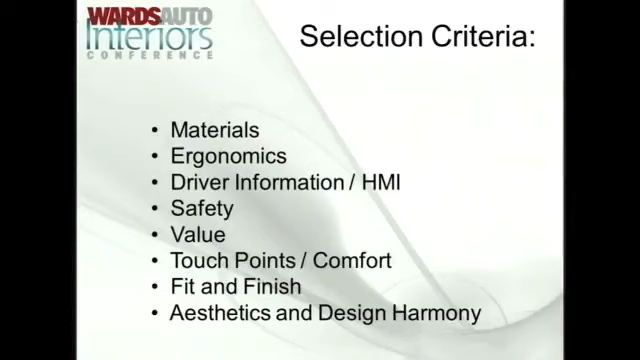 WARDSAUTO
Interiors
CONFERENCE
Selection Criteria:
• Materials
• Ergonomics
• Driver Information / HMI
• Safety
• Value
• Touch Points / Comfort
• Fit and Finish
• Aesthetics and Design Harmony